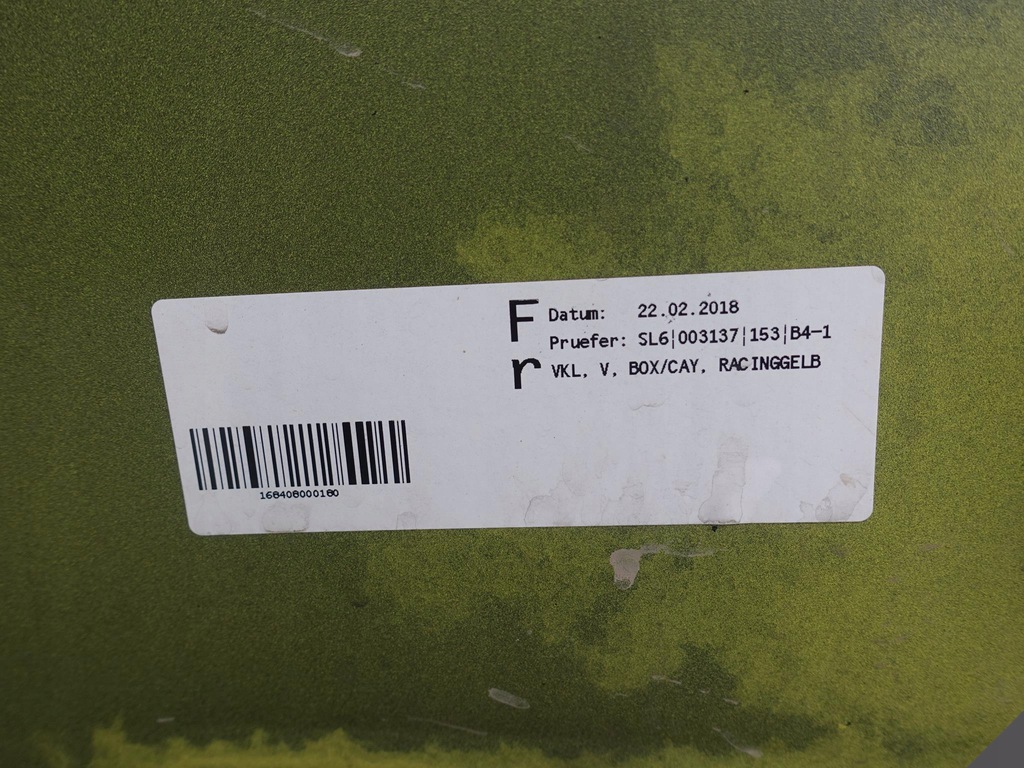 F
r
Datum: 22.02.2018
Pruefer: SL6|003137|153|B4-1
VKL, V, BOX/CAY, RACINGGELB
168408000180